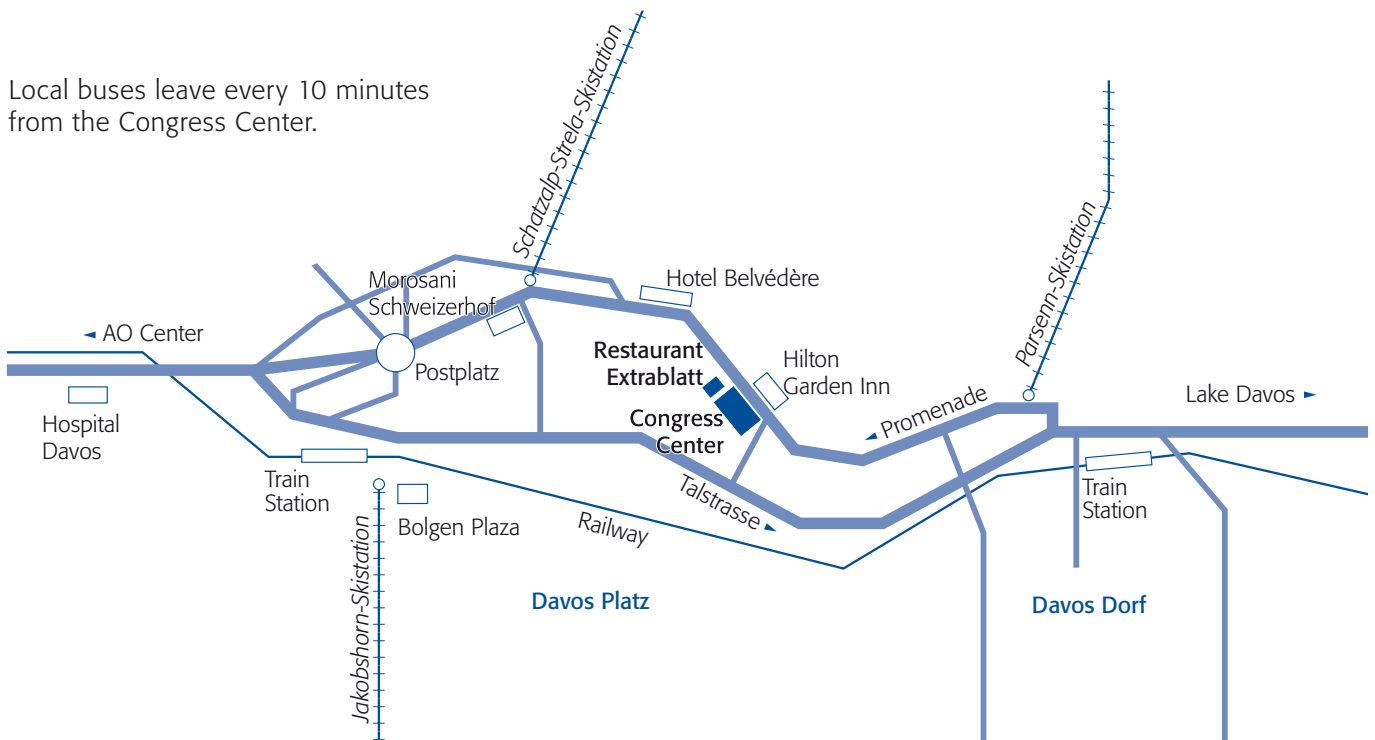 Local buses leave every 10 minutes
from the Congress Center.
Schatzalp-Strela-Skistation
Parsenn-Skistation
Morosani
Schweizerhof
Hotel Belvédère
AO Center
Postplatz
Restaurant
Extrablatt
Hilton
Garden Inn
Congress
Center
Promenade
Lake Davos
Hospital
Davos
Train
Station
Bolgen Plaza
Jakobshorn-Skistation
Railway
Talstrasse
Train
Station
Davos Platz
Davos Dorf